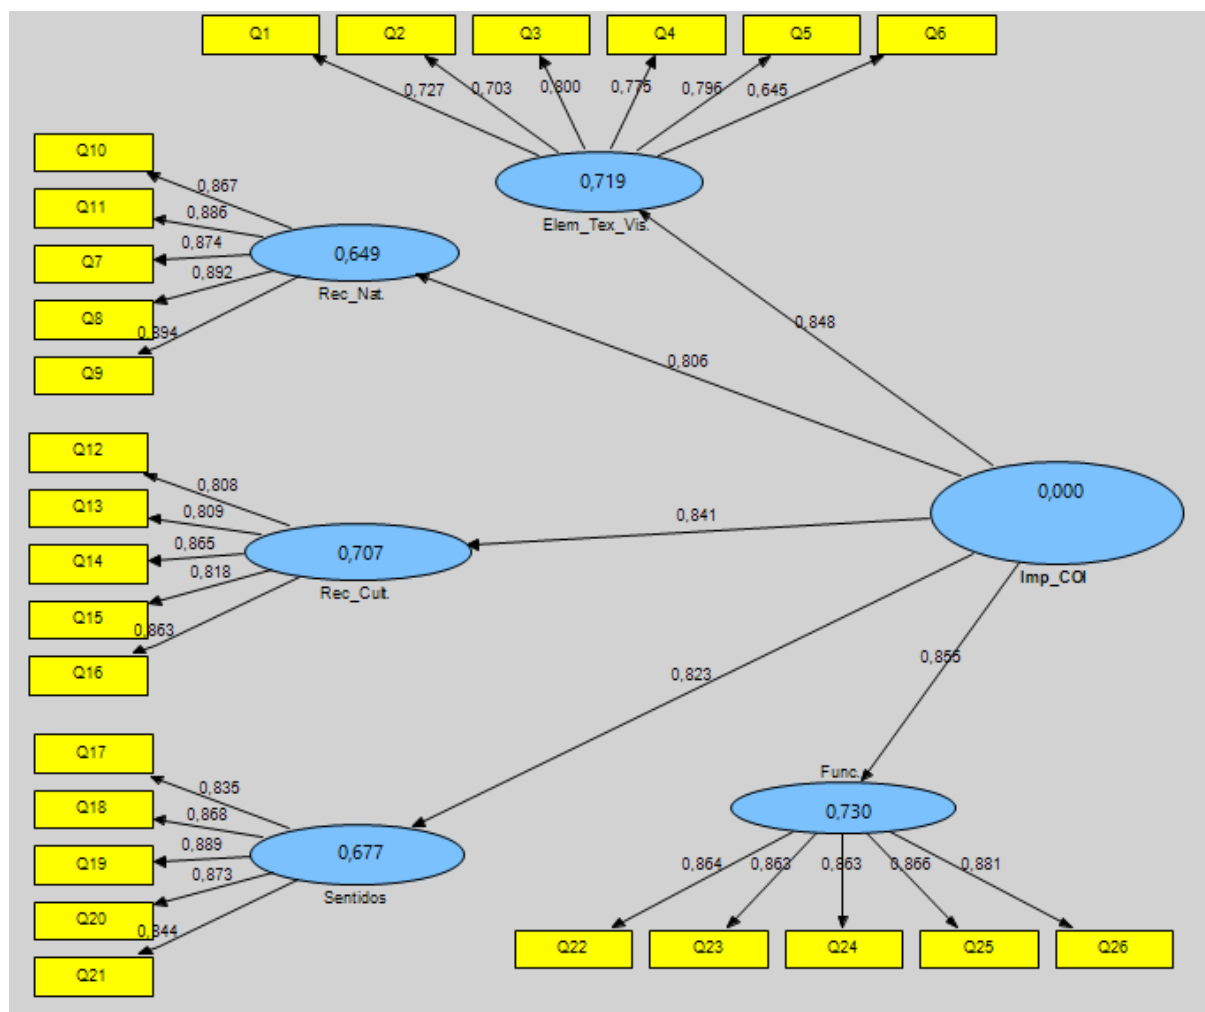 Q1 Q2 Q3 Q4 Q5 Q6
0,727 0,703 0,800 0,775 0,796 0,645
0,719
Elem_Tex_Vis.
Q10
Q11
Q7
Q8
Q9
0,867
0,886
0,874
0,892
0,894
0,649
Rec_Nat.
0,848
0,806
Q12
Q13
Q14
Q15
Q16
0,808
0,809
0,865
0,818
0,863
0,707
Rec_Cult.
0,841
0,000
Imp_COI
0,823
0,855
Q17
Q18
Q19
Q20
Q21
0,835
0,868
0,889
0,873
0,844
0,677
Sentidos
Func.
0,730
0,864 0,863 0,863 0,866 0,881
Q22 Q23 Q24 Q25 Q26